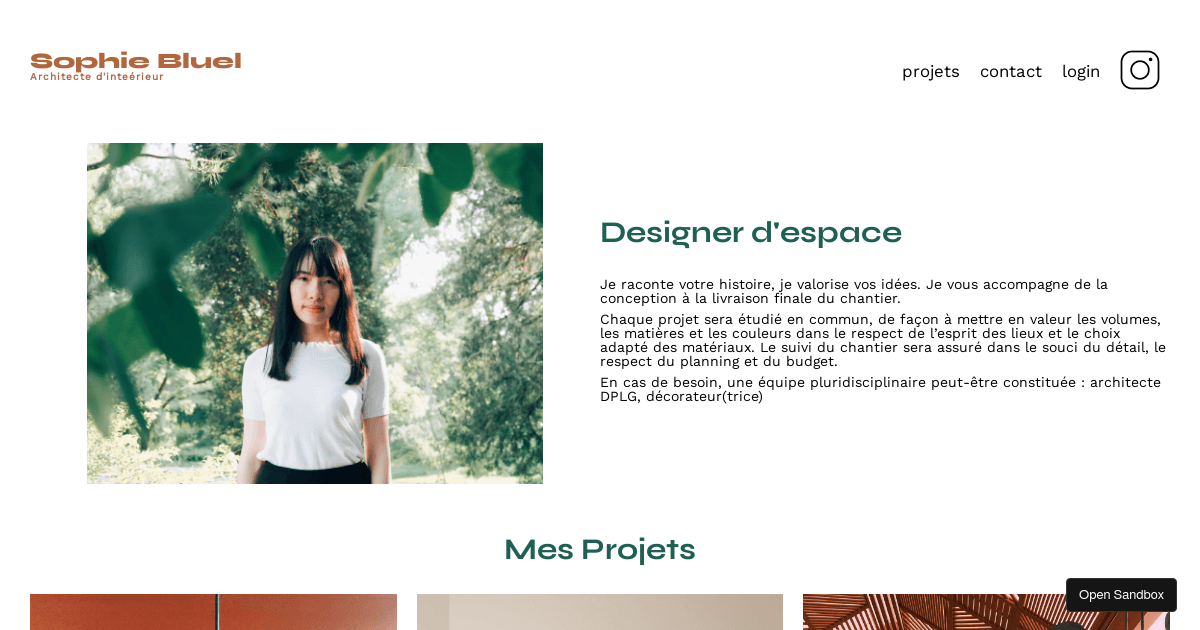 Sophie Bluel
Architecte d'inteérieur
projets contact login
Designer d'espace
Je raconte votre histoire, je valorise vos idées. Je vous accompagne de la
conception à la livraison finale du chantier.
Chaque projet sera étudié en commun, de façon à mettre en valeur les volumes,
les matières et les couleurs dans le respect de l’esprit des lieux et le choix
adapté des matériaux. Le suivi du chantier sera assuré dans le souci du détail, le
respect du planning et du budget.
En cas de besoin, une équipe pluridisciplinaire peut-être constituée : architecte
DPLG, décorateur(trice)
Mes Projets
Open Sandbox